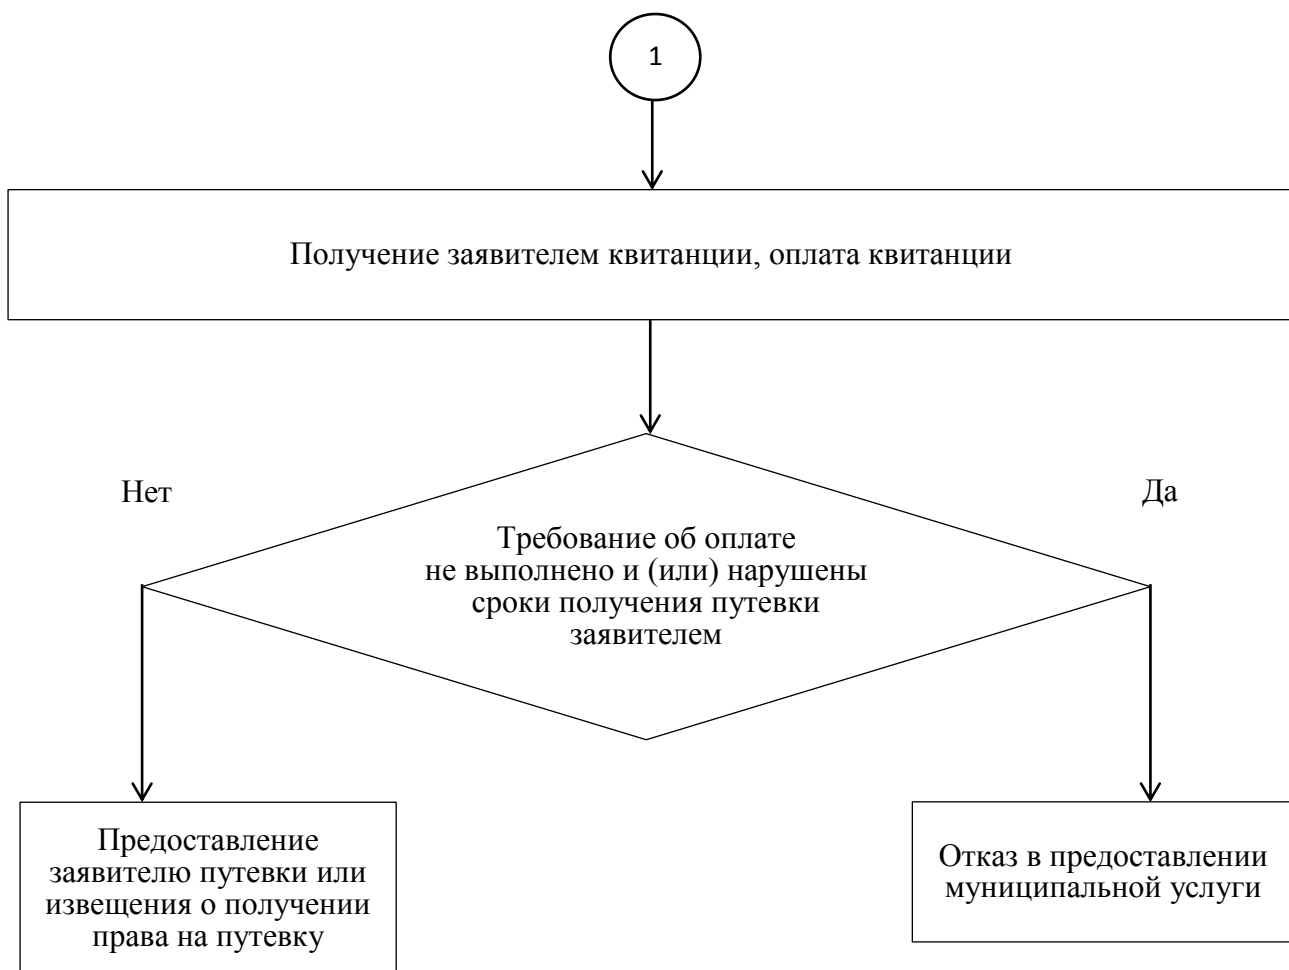 1
Получение заявителем квитанции, оплата квитанции
Нет
Да
Требование об оплате
не выполнено и (или) нарушены
сроки получения путевки
заявителем
Предоставление
заявителю путевки или
извещения о получении
права на путевку
Отказ в предоставлении
муниципальной услуги